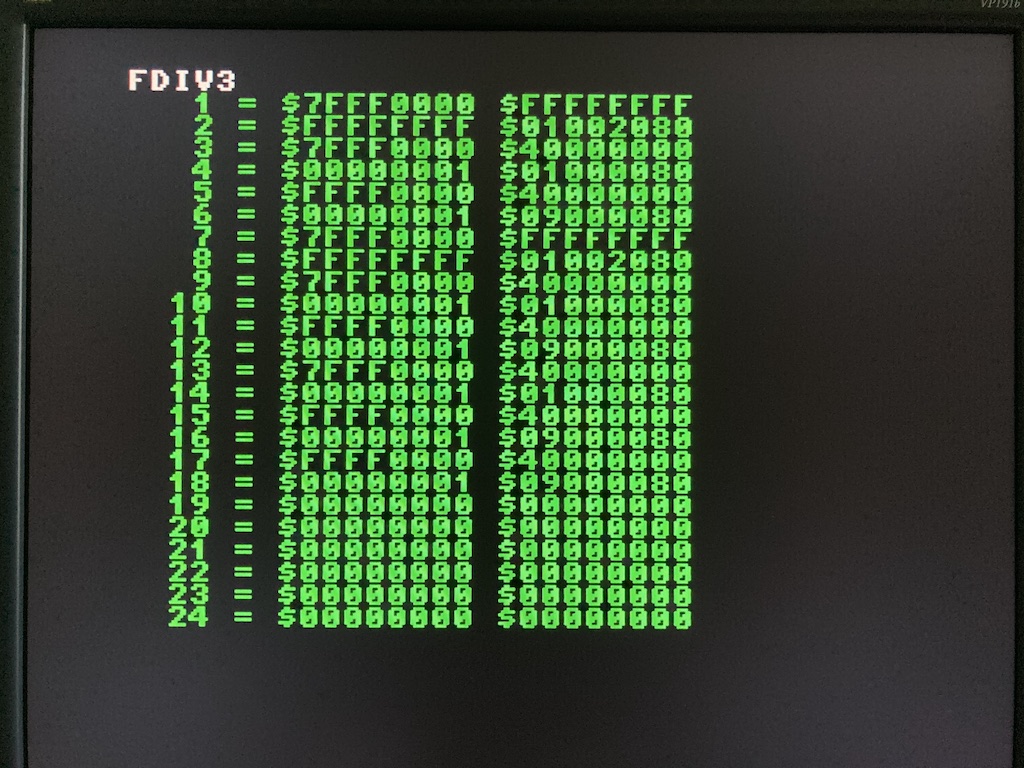 VP191b
FDIV3
1 = $7FFF0000 $FFFFFFFF
2 = $FFFFFFFF $01002080
3 = $7FFF0000 $40000000
4 = $00000001 $01000080
5 = $FFFF0000 $40000000
6 = $00000001 $09000080
7 = $7FFF0000 $FFFFFFFF
8 = $FFFFFFFF $01002080
9 = $7FFF0000 $40000000
10 = $00000001 $01000080
11 = $FFFF0000 $40000000
12 = $00000001 $09000080
13 = $7FFF0000 $40000000
14 = $00000001 $01000080
15 = $FFFF0000 $40000000
16 = $00000001 $09000080
17 = $FFFF0000 $40000000
18 = $00000001 $09000080
19 = $00000000 $00000000
20 = $00000000 $00000000
21 = $00000000 $00000000
22 = $00000000 $00000000
23 = $00000000 $00000000
24 = $00000000 $00000000